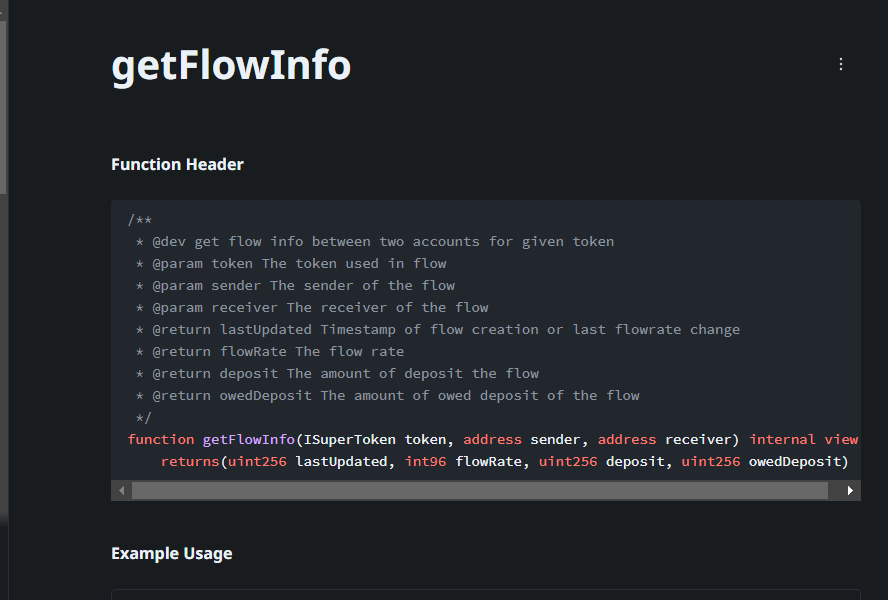 getFlowInfo
Function Header
/**
 * @dev get flow info between two accounts for given token
 * @param token The token used in flow
 * @param sender The sender of the flow
 * @param receiver The receiver of the flow
 * @return lastUpdated Timestamp of flow creation or last flowrate change
 * @return flowRate The flow rate
 * @return deposit The amount of deposit the flow
 * @return owedDeposit The amount of owed deposit of the flow
 */
function getFlowInfo(ISuperToken token, address sender, address receiver) internal view
    returns(uint256 lastUpdated, int96 flowRate, uint256 deposit, uint256 owedDeposit)
Example Usage